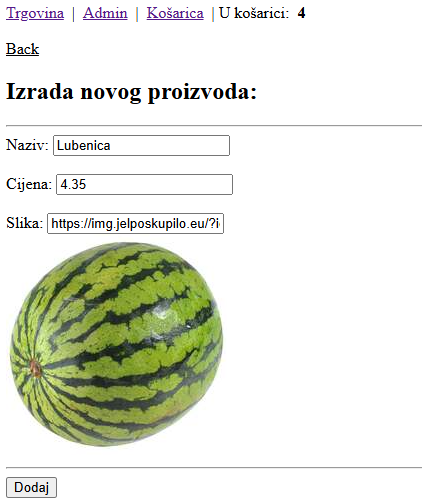 Trgovina | Admin | Košarica | U košarici: 4
Back
Izrada novog proizvoda:
Naziv: Lubenica
Cijena: 4.35
Slika: https://img.jelposkupilo.eu/?i
Dodaj